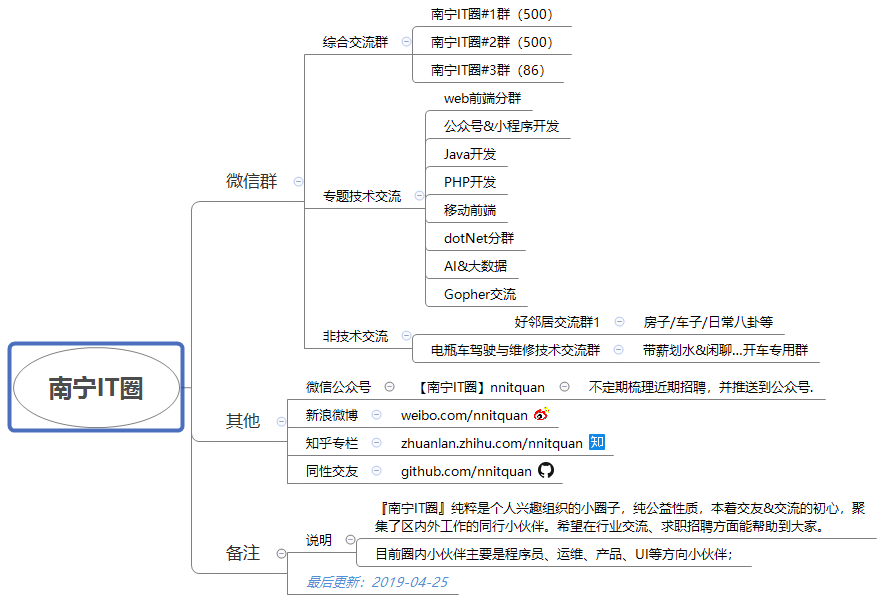 南宁IT圈
微信群
综合交流群
南宁IT圈#1群（500）
南宁IT圈#2群（500）
南宁IT圈#3群（86）
专题技术交流
web前端分群
公众号&小程序开发
Java开发
PHP开发
移动前端
dotNet分群
AI&大数据
Gopher交流
非技术交流
好邻居交流群1
房子/车子/日常八卦等
电瓶车驾驶与维修技术交流群
带薪划水&闲聊...开车专用群
其他
微信公众号
【南宁IT圈】nnitquan
不定期梳理近期招聘，并推送到公众号.
新浪微博
weibo.com/nnitquan
知乎专栏
zhuanlan.zhihu.com/nnitquan
知
同性交友
github.com/nnitquan
备注
说明
『南宁IT圈』纯粹是个人兴趣组织的小圈子，纯公益性质，本着交友&交流的初心，聚
集了区内外工作的同行小伙伴。希望在行业交流、求职招聘方面能帮助到大家。
目前圈内小伙伴主要是程序员、运维、产品、UI等方向小伙伴；
最后更新：2019-04-25